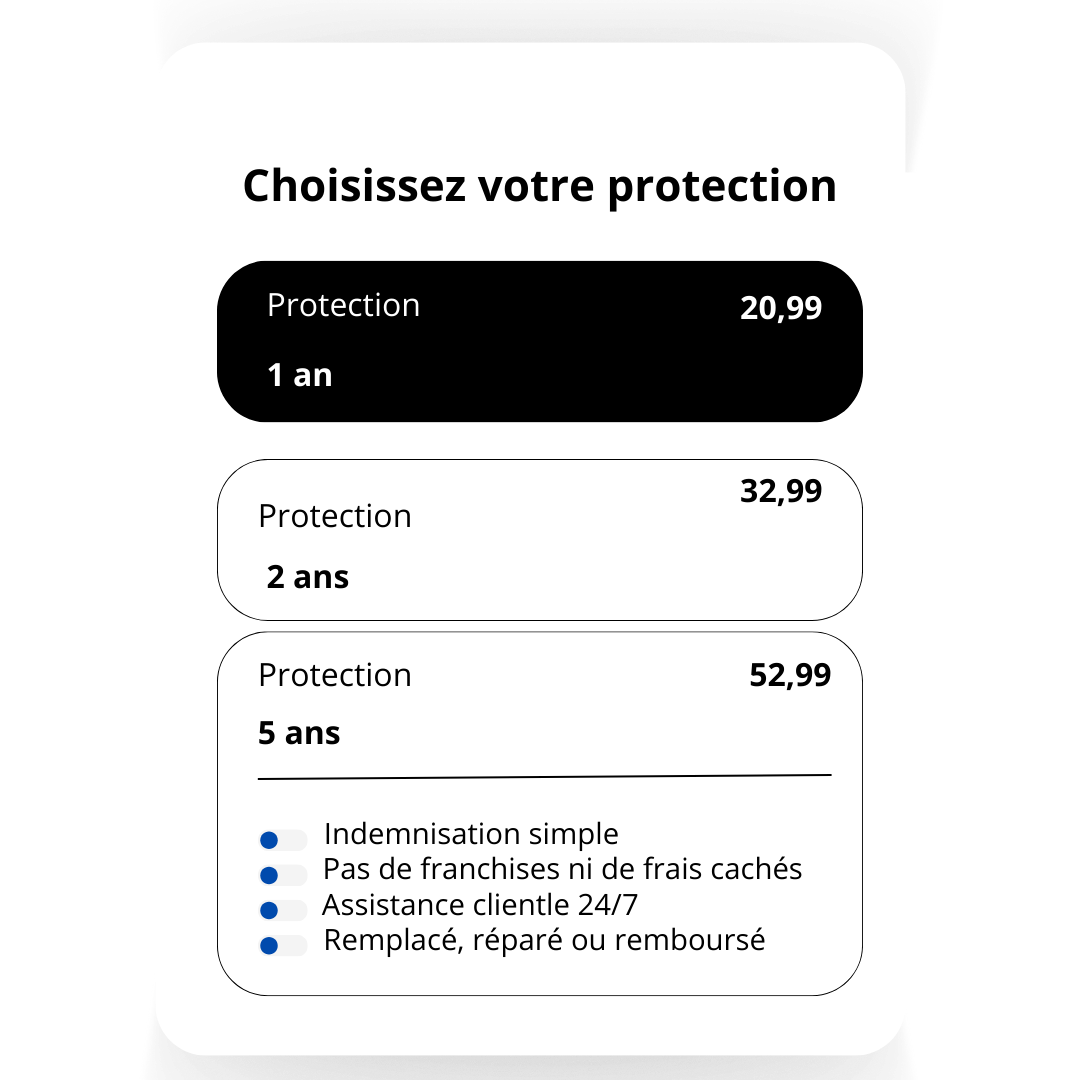 Choisissez votre protection
Protection
20,99
1 an
32,99
Protection
2 ans
Protection
52,99
5 ans
Indemnisation simple
Pas de franchises ni de frais cachés
Assistance clientle 24/7
Remplacé, réparé ou remboursé